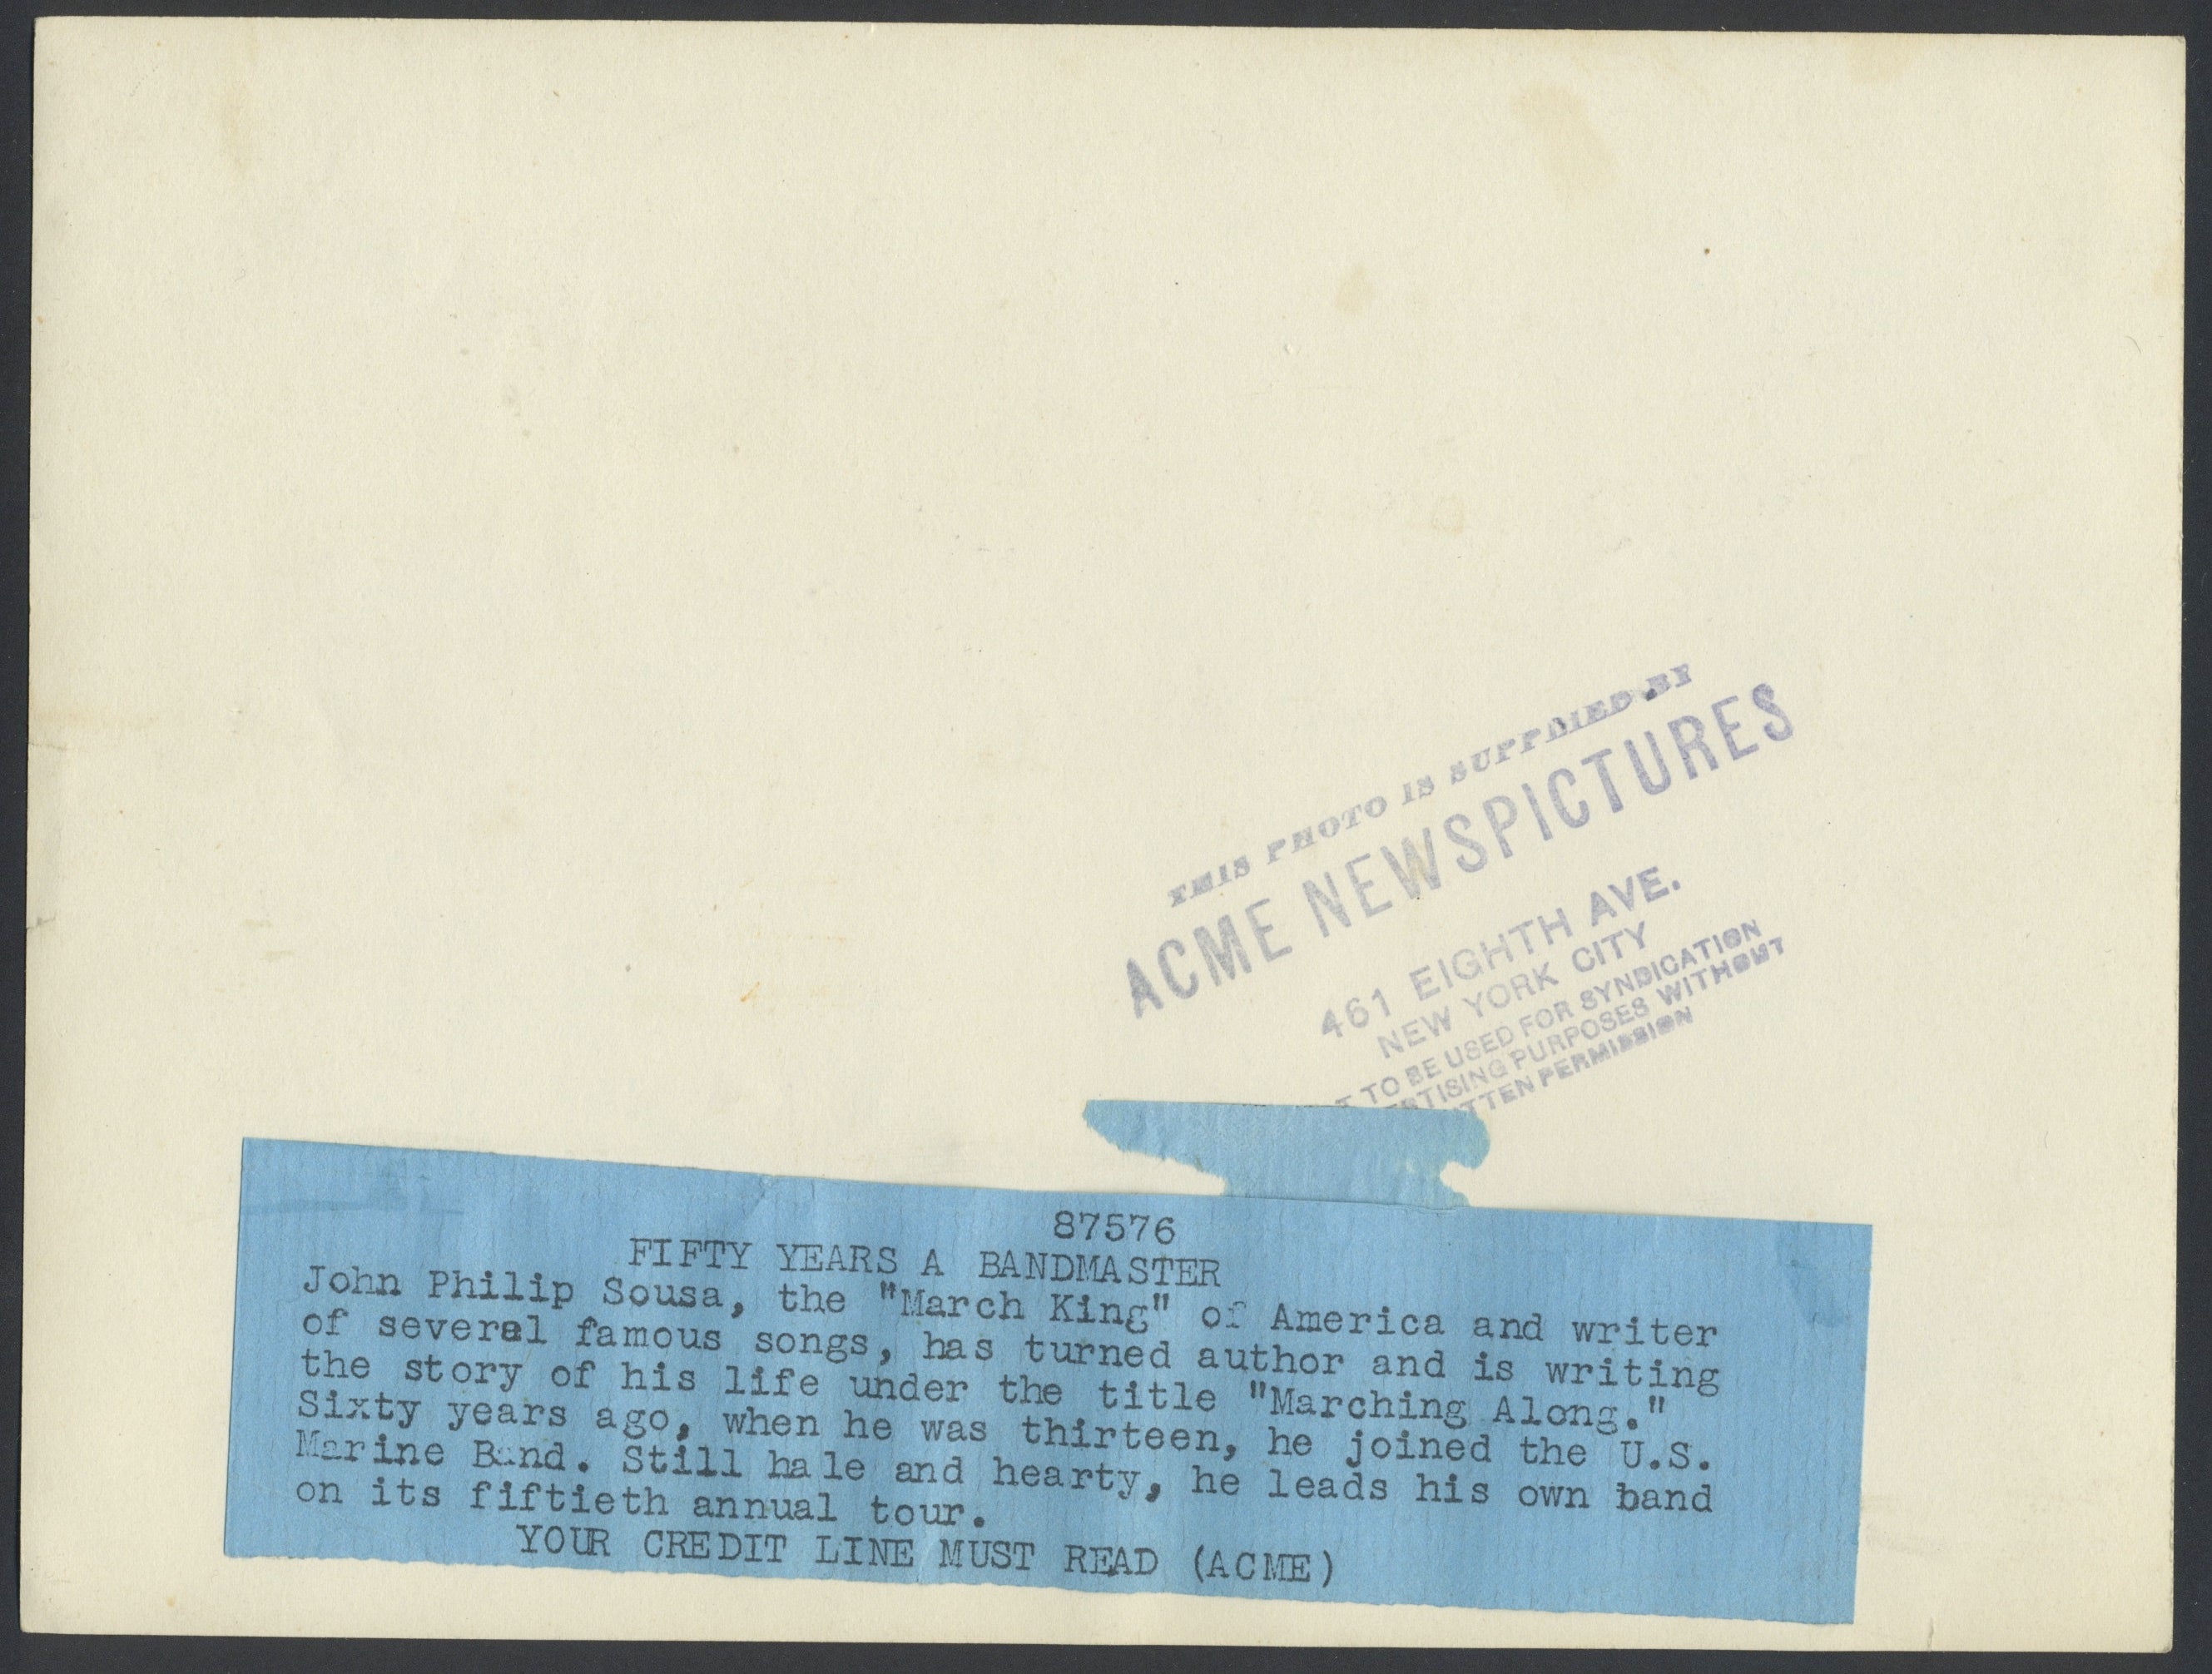 THIS PHOTO IS SUPPLIED BY
ACME NEWSPICTURES
461 EIGHTH AVE.
NEW YORK CITY
TO BE USED FOR SYNDICATION
PURPOSES WITHOUT
PERMISSION
87576
FIFTY YEARS A BANDMASTER
John Philip Sousa, the "March King" of America and writer
of several famous songs, has turned author and is writing
the story of his life under the title "Marching Along."
Sixty years ago, when he was thirteen, he joined the U.S.
Marine Band. Still hale and hearty, he leads his own band
on its fiftieth annual tour.
YOUR CREDIT LINE MUST READ (ACME)